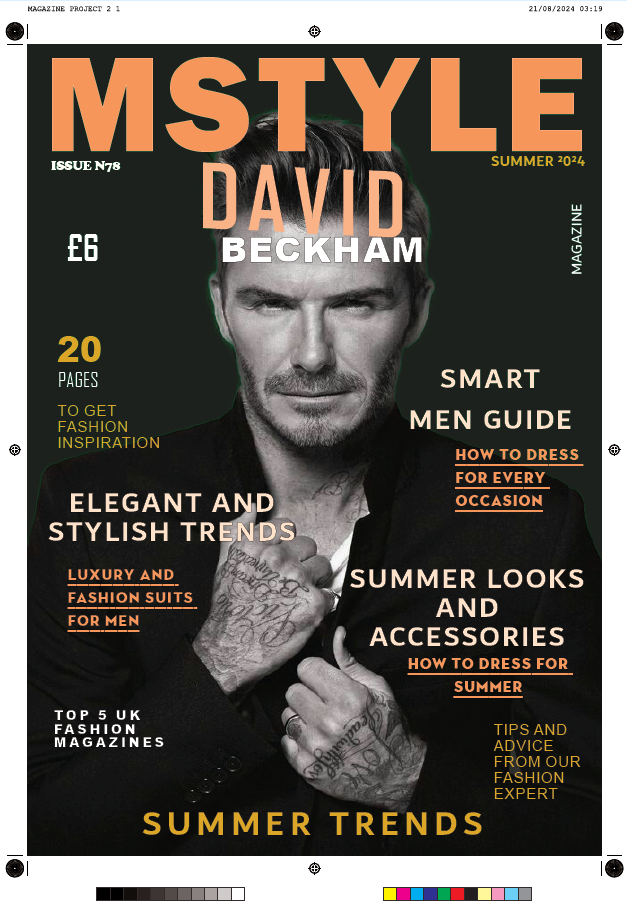 MAGAZINE PROJECT 2 1
21/08/2024 03:19
MSTYLE
ISSUE N78
SUMMER 2024
DAVID
BECKHAM
£6
MAGAZINE
20
PAGES
TO GET
FASHION
INSPIRATION
SMART
MEN GUIDE
HOW TO DRESS
FOR EVERY
OCCASION
ELEGANT AND
STYLISH TRENDS
LUXURY AND
FASHION SUITS
FOR MEN
SUMMER LOOKS
AND
ACCESSORIES
HOW TO DRESS FOR
SUMMER
TOP 5 UK
FASHION
MAGAZINES
TIPS AND
ADVICE
FROM OUR
FASHION
EXPERT
SUMMER TRENDS